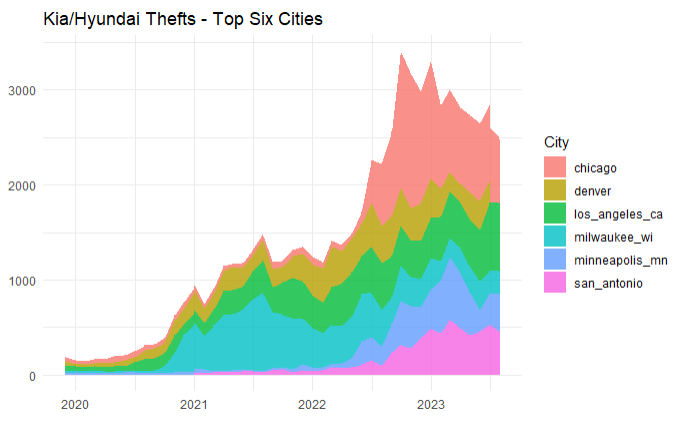 Kia/Hyundai Thefts - Top Six Cities
3000
2000
1000
0
2020
2021
2022
2023
City
chicago
denver
los_angeles_ca
milwaukee_wi
minneapolis_mn
san_antonio